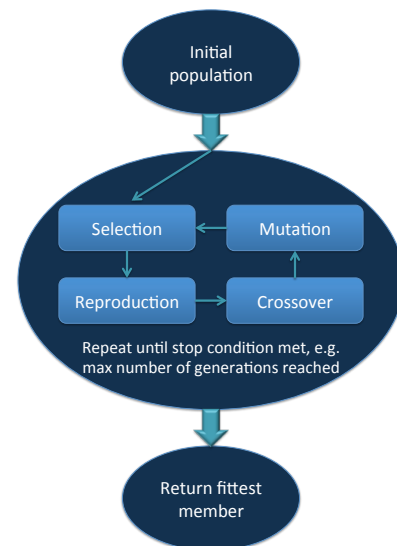 Initial
population
Selection
Mutation
Reproduction
Crossover
Repeat until stop condition met, e.g.
max number of generations reached
Return fittest
member